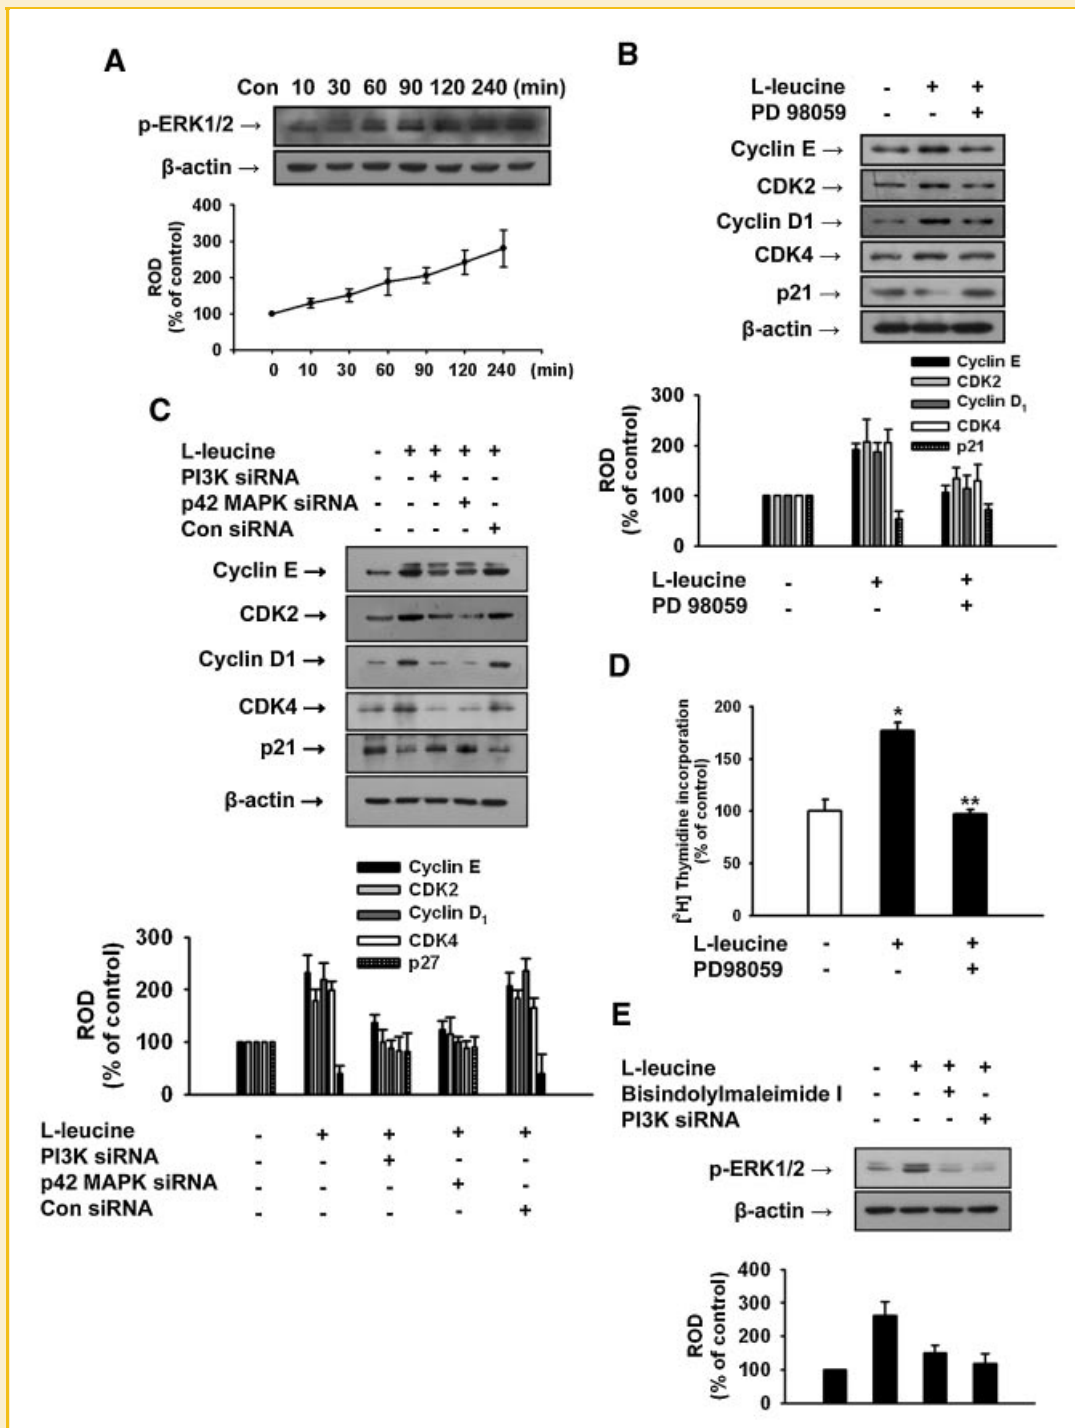 A
Con 10 30 60 90 120 240 (min)
p-ERK1/2 →
β-actin →
400
300
200
100
0
ROD
(% of control)
0 10 30 60 90 120 240 (min)
B
L-leucine - + +
PD 98059 - - +
Cyclin E →
CDK2 →
Cyclin D1 →
CDK4 →
p21 →
β-actin →
Cyclin E
CDK2
Cyclin D1
CDK4
p21
300
200
100
0
ROD
(% of control)
L-leucine - + +
PD 98059 - - +
C
L-leucine - + + + +
PI3K siRNA - - + - -
p42 MAPK siRNA - - - + -
Con siRNA - - - - +
Cyclin E →
CDK2 →
Cyclin D1 →
CDK4 →
p21 →
β-actin →
Cyclin E
CDK2
Cyclin D1
CDK4
p27
300
200
100
0
ROD
(% of control)
L-leucine - + + + +
PI3K siRNA - - + - -
p42 MAPK siRNA - - - + -
Con siRNA - - - - +
D
200
150
100
50
0
[3H] Thymidine incorporation
(% of control)
*
**
L-leucine - + +
PD98059 - - +
E
L-leucine - + + +
Bisindolylmaleimide I - - + -
PI3K siRNA - - - +
p-ERK1/2 →
β-actin →
400
300
200
100
0
ROD
(% of control)